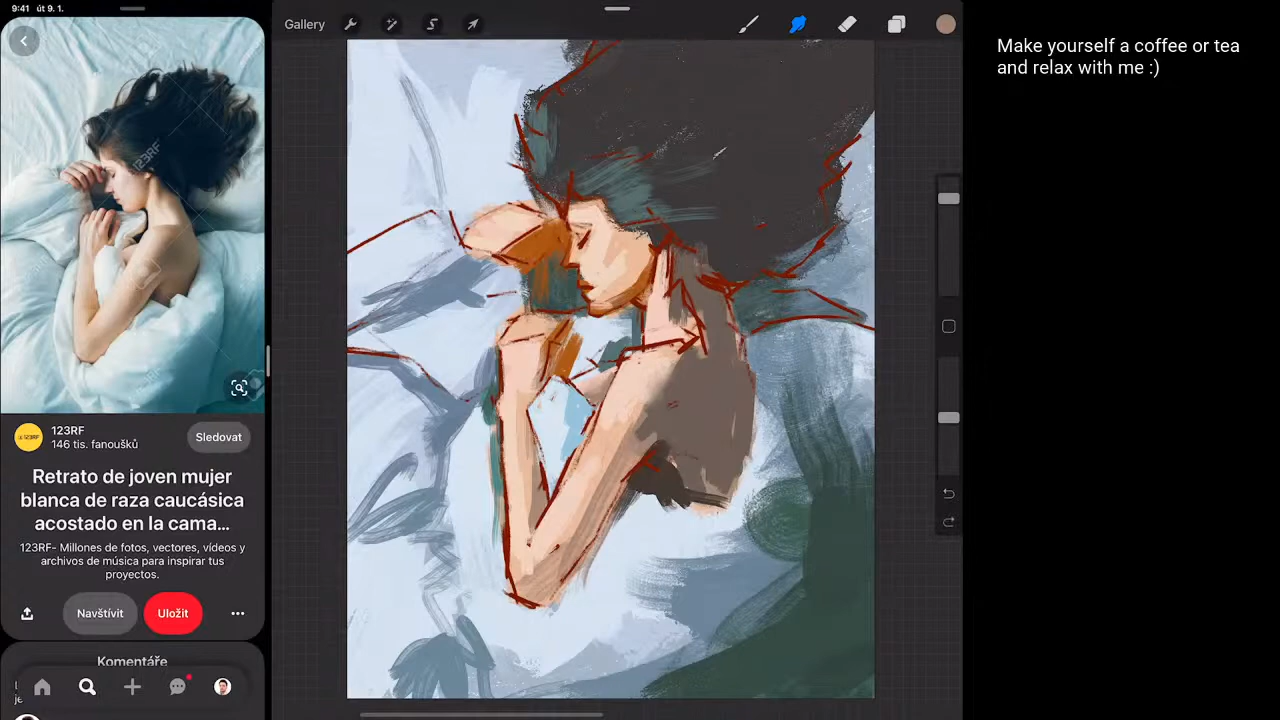 9:41 út 9. 1.
Gallery
Make yourself a coffee or tea
and relax with me :)
123RF
123RF
123RF
146 tis. fanoušků
Sledovat
Retrato de joven mujer
blanca de raza caucásica
acostado en la cama...
123RF- Millones de fotos, vectores, vídeos y
archivos de música para inspirar tus
proyectos.
Navštívit
Uložit
Komentáře